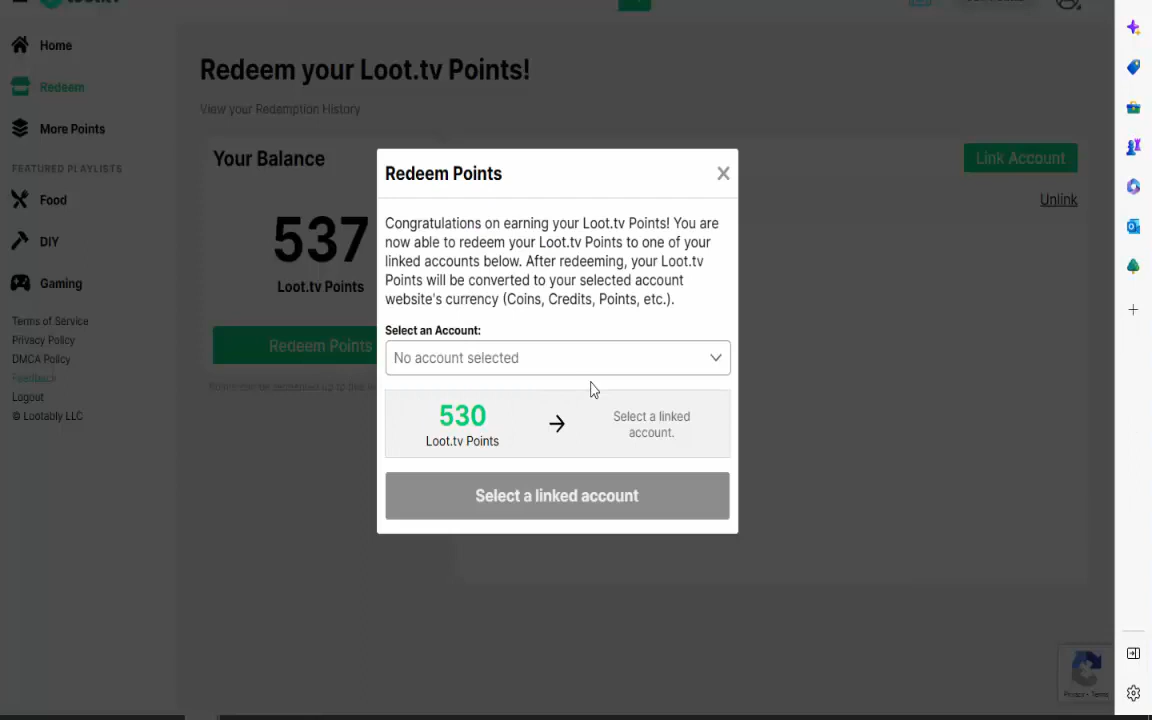 Home
Redeem your Loot.tv Points!
Redeem
View your Redemption History
More Points
FEATURED PLAYLISTS
Your Balance
Link Account
Redeem Points
Unlink
Food
537
Congratulations on earning your Loot.tv Points! You are
now able to redeem your Loot.tv Points to one of your
linked accounts below. After redeeming, your Loot.tv
Points will be converted to your selected account
website's currency (Coins, Credits, Points, etc.).
DIY
Gaming
Loot.tv Points
Terms of Service
Select an Account:
Privacy Policy
Redeem Points
No account selected
DMCA Policy
Feedback
Logout
© Lootably LLC
530
Loot.tv Points
Select a linked
account.
Select a linked account
Privacy - Terms